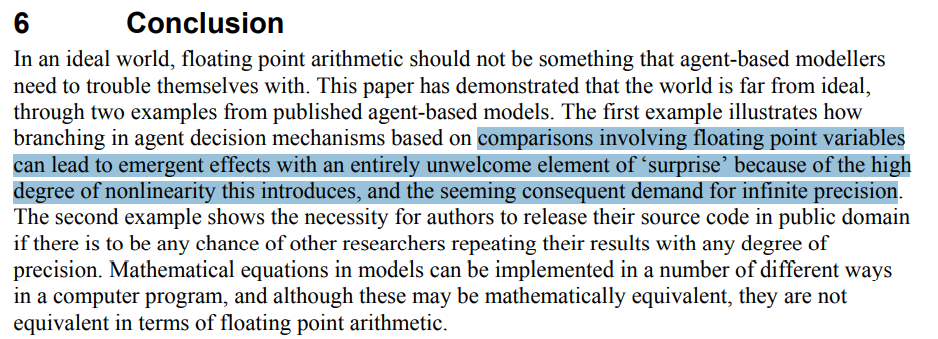 6 Conclusion
In an ideal world, floating point arithmetic should not be something that agent-based modellers
need to trouble themselves with. This paper has demonstrated that the world is far from ideal,
through two examples from published agent-based models. The first example illustrates how
branching in agent decision mechanisms based on comparisons involving floating point variables
can lead to emergent effects with an entirely unwelcome element of ‘surprise’ because of the high
degree of nonlinearity this introduces, and the seeming consequent demand for infinite precision.
The second example shows the necessity for authors to release their source code in public domain
if there is to be any chance of other researchers repeating their results with any degree of
precision. Mathematical equations in models can be implemented in a number of different ways
in a computer program, and although these may be mathematically equivalent, they are not
equivalent in terms of floating point arithmetic.